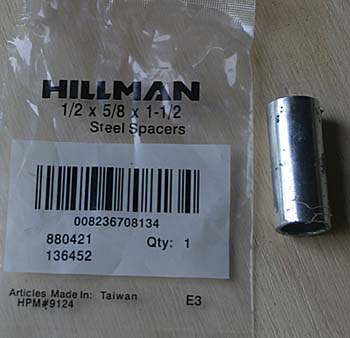 HILLMAN
1/2 x 5/8 x 1-1/2
Steel Spacers
008236708134
880421 Qty: 1
136452
Articles Made In: Taiwan
HPM#9124 E3